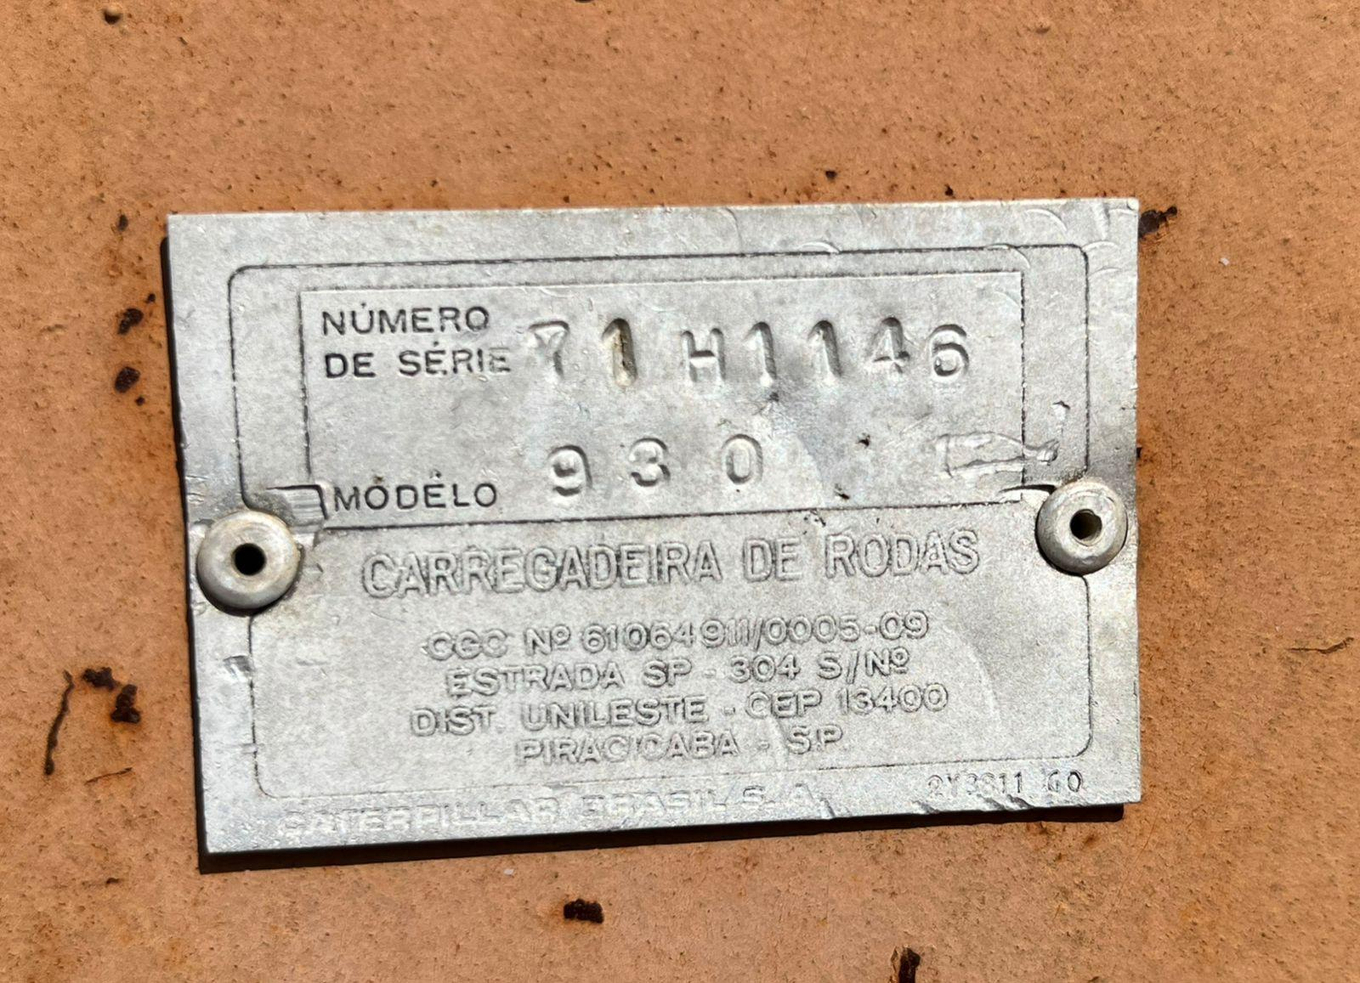 NÚMERO
DE SÉRIE 71H1146
MODÉLO 930
CARREGADEIRA DE RODAS
CGC Nº 61064911/0005-09
ESTRADA SP - 304 S/Nº
DIST. UNILESTE - CEP 13400
PIRACICABA - SP
CATERPILLAR BRASIL S.A.